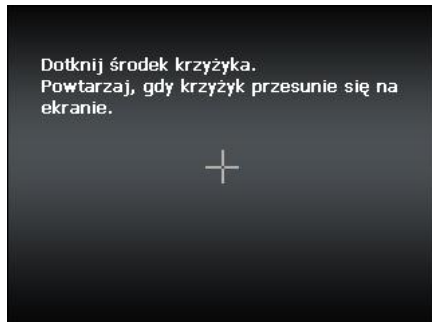 Dotknij środek krzyżyka.
Powtarzaj, gdy krzyżyk przesunie się na
ekranie.